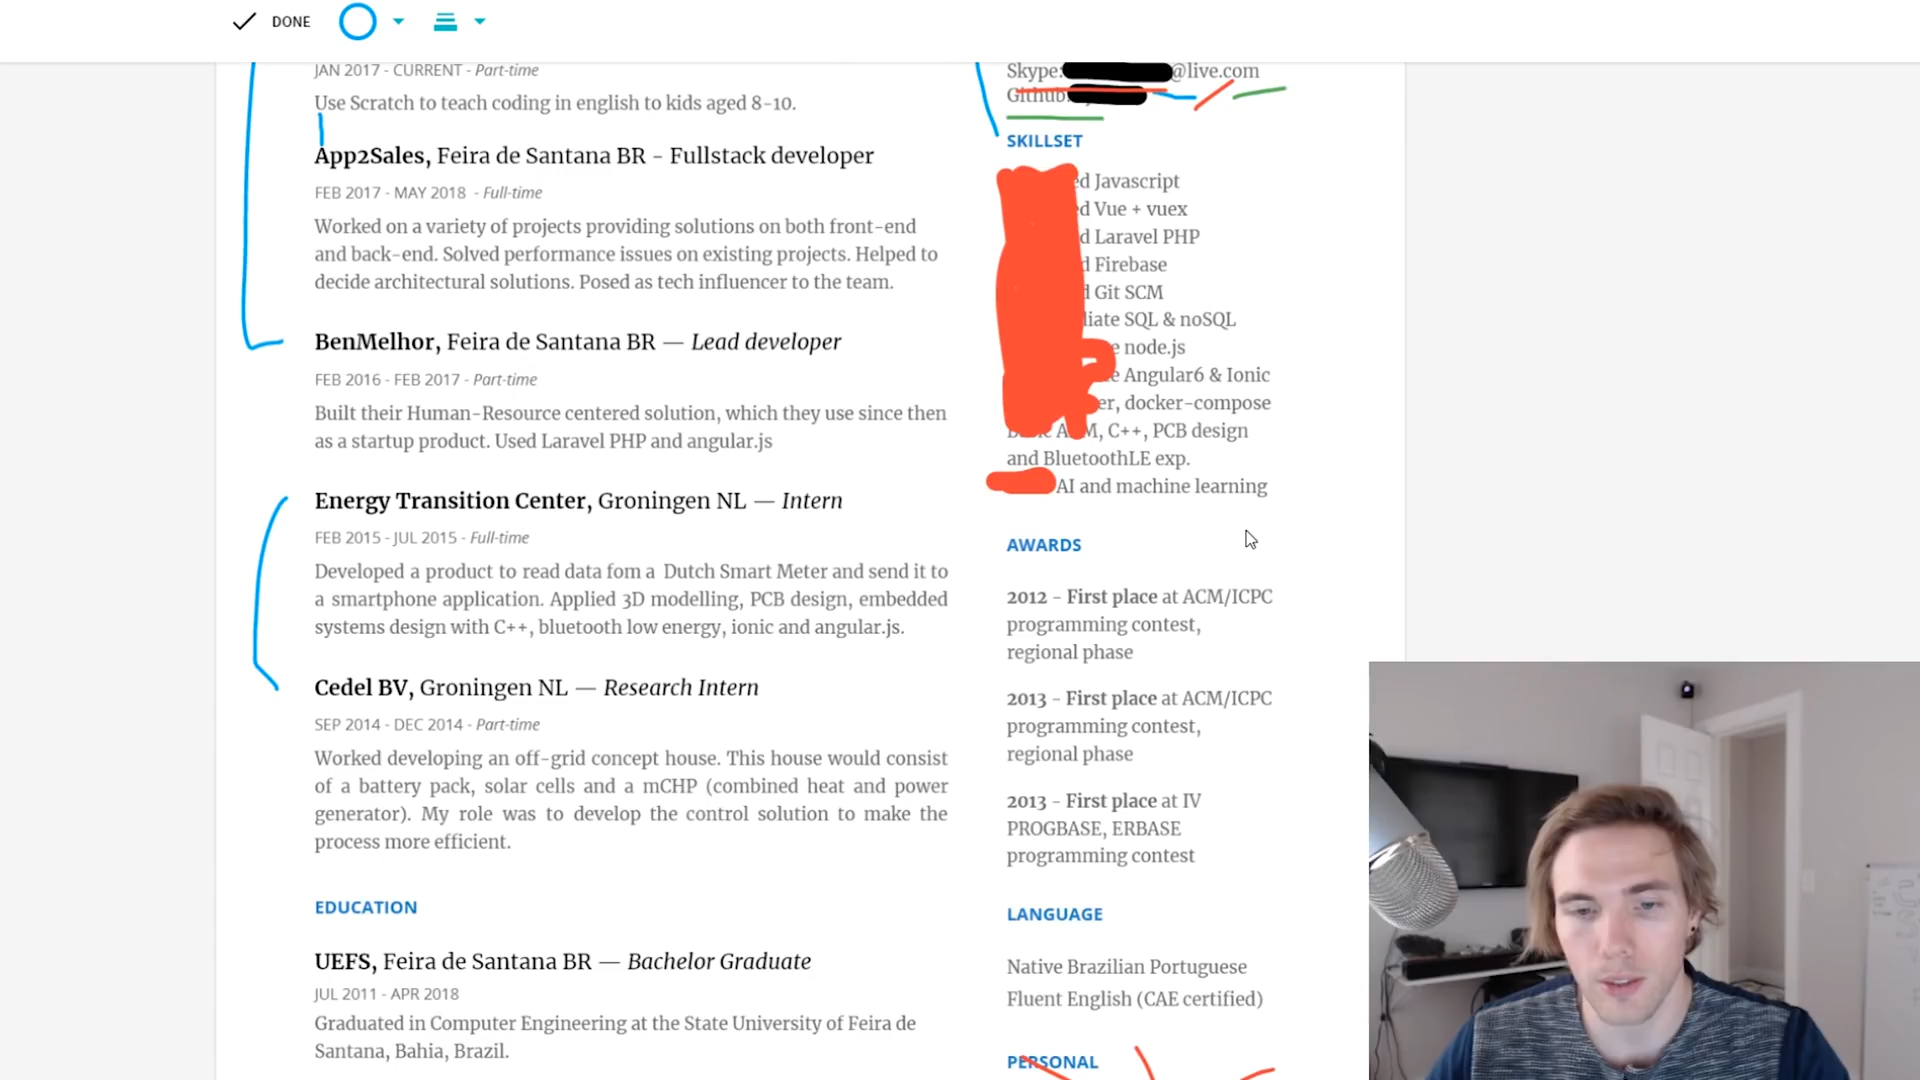 DONE
JAN 2017 - CURRENT - Part-time
Use Scratch to teach coding in english to kids aged 8-10.
App2Sales, Feira de Santana BR - Fullstack developer
FEB 2017 - MAY 2018 - Full-time
Worked on a variety of projects providing solutions on both front-end
and back-end. Solved performance issues on existing projects. Helped to
decide architectural solutions. Posed as tech influencer to the team.
BenMelhor, Feira de Santana BR — Lead developer
FEB 2016 - FEB 2017 - Part-time
Built their Human-Resource centered solution, which they use since then
as a startup product. Used Laravel PHP and angular.js
Energy Transition Center, Groningen NL — Intern
FEB 2015 - JUL 2015 - Full-time
Developed a product to read data fom a Dutch Smart Meter and send it to
a smartphone application. Applied 3D modelling, PCB design, embedded
systems design with C++, bluetooth low energy, ionic and angular.js.
Cedel BV, Groningen NL — Research Intern
SEP 2014 - DEC 2014 - Part-time
Worked developing an off-grid concept house. This house would consist
of a battery pack, solar cells and a mCHP (combined heat and power
generator). My role was to develop the control solution to make the
process more efficient.
EDUCATION
UEFS, Feira de Santana BR — Bachelor Graduate
JUL 2011 - APR 2018
Graduated in Computer Engineering at the State University of Feira de
Santana, Bahia, Brazil.
Skype: @live.com
Github:
SKILLSET
Javascript
Vue + vuex
Laravel PHP
Firebase
Git SCM
SQL & noSQL
node.js
Angular6 & Ionic
docker-compose
C++, PCB design
and BluetoothLE exp.
AI and machine learning
AWARDS
2012 - First place at ACM/ICPC
programming contest,
regional phase
2013 - First place at ACM/ICPC
programming contest,
regional phase
2013 - First place at IV
PROGBASE, ERBASE
programming contest
LANGUAGE
Native Brazilian Portuguese
Fluent English (CAE certified)
PERSONAL